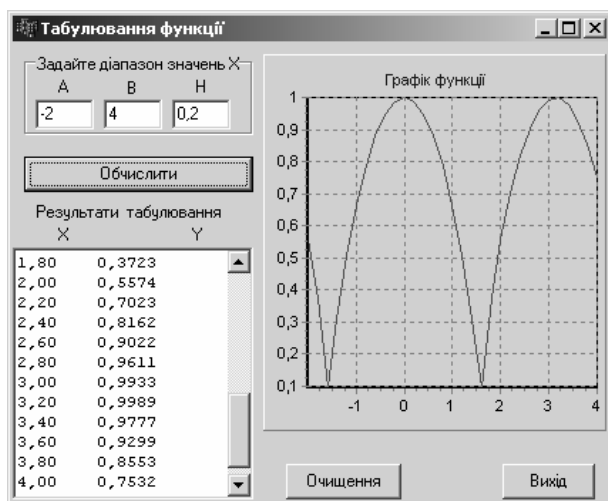 Табулювання функції
Задайте діапазон значень X
A B H
-2 4 0,2
Обчислити
Результати табулювання
X Y
1,80 0,3723
2,00 0,5574
2,20 0,7023
2,40 0,8162
2,60 0,9022
2,80 0,9611
3,00 0,9933
3,20 0,9989
3,40 0,9777
3,60 0,9299
3,80 0,8553
4,00 0,7532
Графік функції
1
0,9
0,8
0,7
0,6
0,5
0,4
0,3
0,2
0,1
-1 0 1 2 3 4
Очищення Вихід